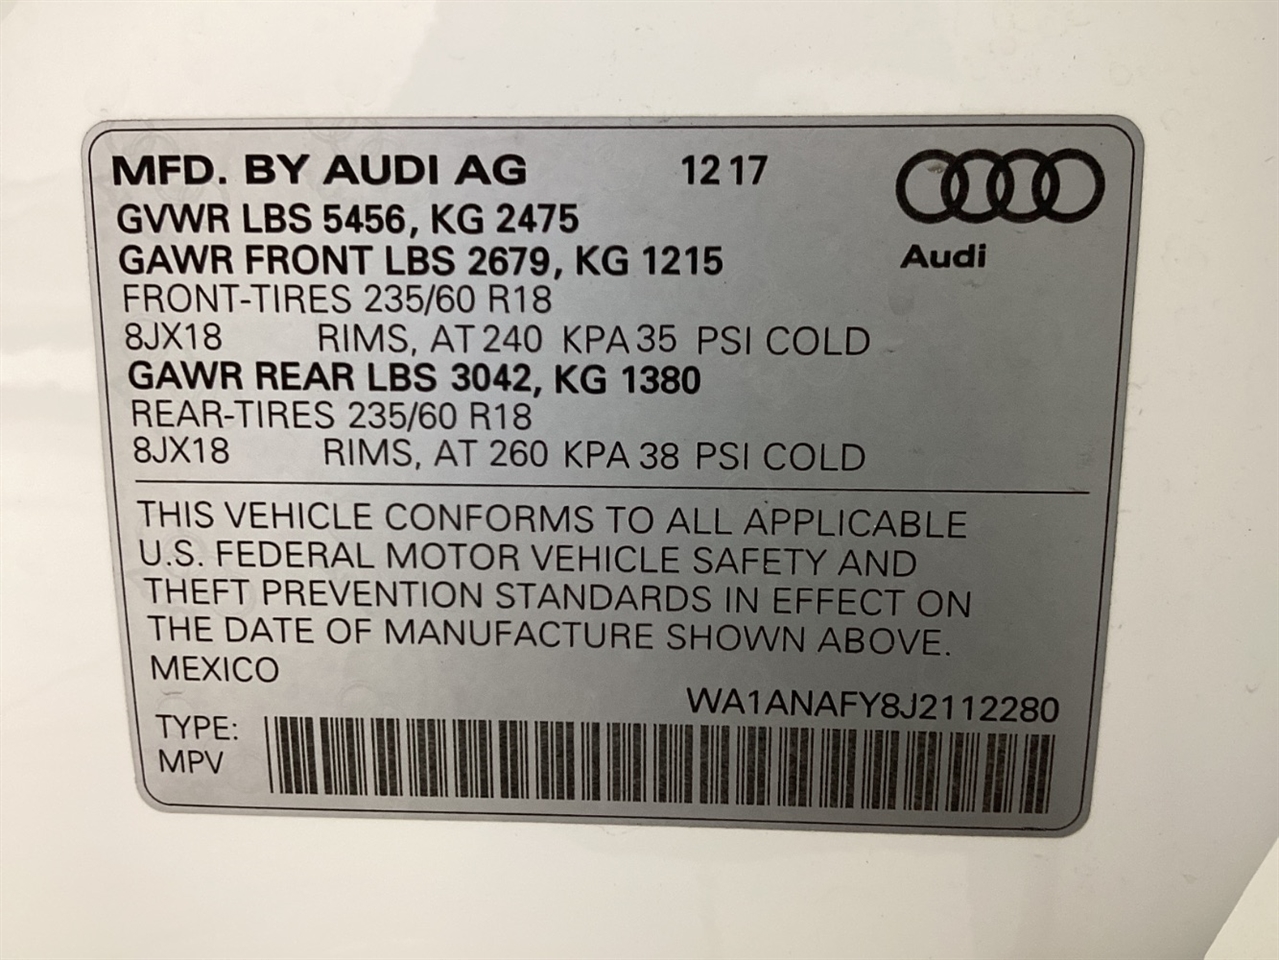 MFD. BY AUDI AG 12 17
Audi
GVWR LBS 5456, KG 2475
GAWR FRONT LBS 2679, KG 1215
FRONT-TIRES 235/60 R18
8JX18 RIMS, AT 240 KPA 35 PSI COLD
GAWR REAR LBS 3042, KG 1380
REAR-TIRES 235/60 R18
8JX18 RIMS, AT 260 KPA 38 PSI COLD
THIS VEHICLE CONFORMS TO ALL APPLICABLE
U.S. FEDERAL MOTOR VEHICLE SAFETY AND
THEFT PREVENTION STANDARDS IN EFFECT ON
THE DATE OF MANUFACTURE SHOWN ABOVE.
MEXICO
WA1ANAFY8J2112280
TYPE:
MPV